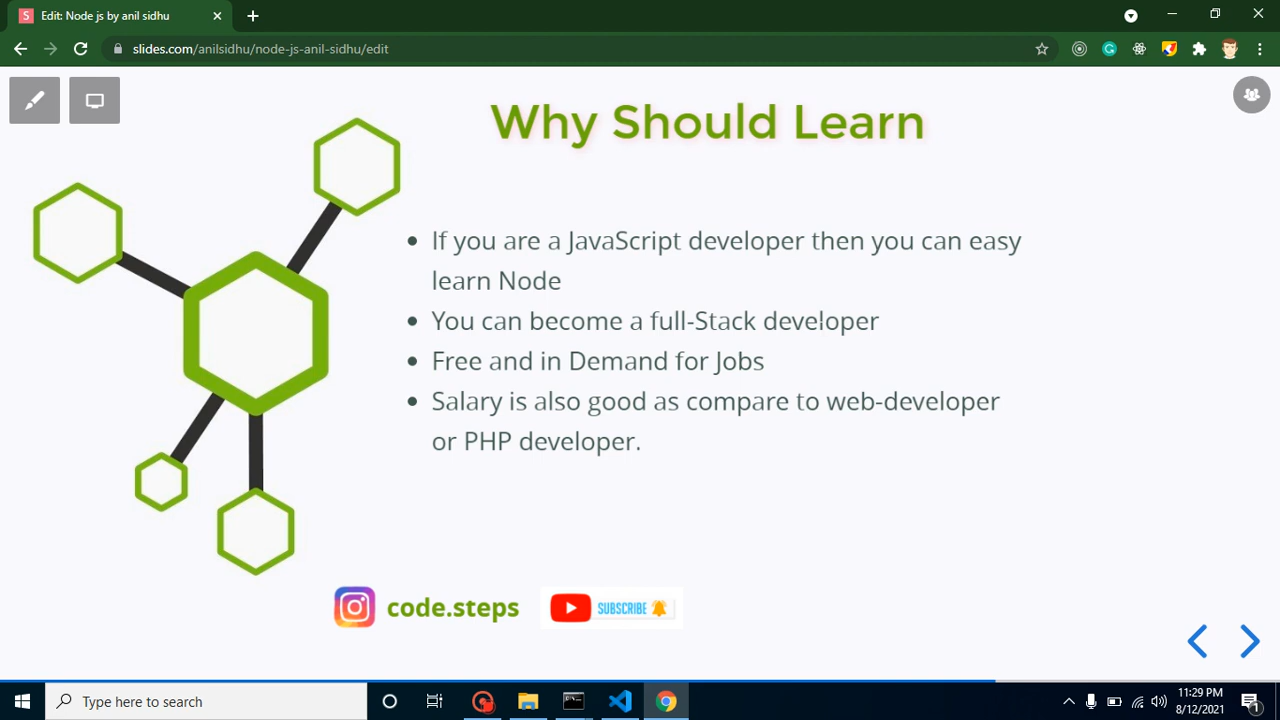 Edit: Node js by anil sidhu
slides.com/anilsidhu/node-js-anil-sidhu/edit
Why Should Learn
If you are a JavaScript developer then you can easy
learn Node
You can become a full-Stack developer
Free and in Demand for Jobs
Salary is also good as compare to web-developer
or PHP developer.
code.steps
SUBSCRIBE
Type here to search
11:29 PM
8/12/2021
1